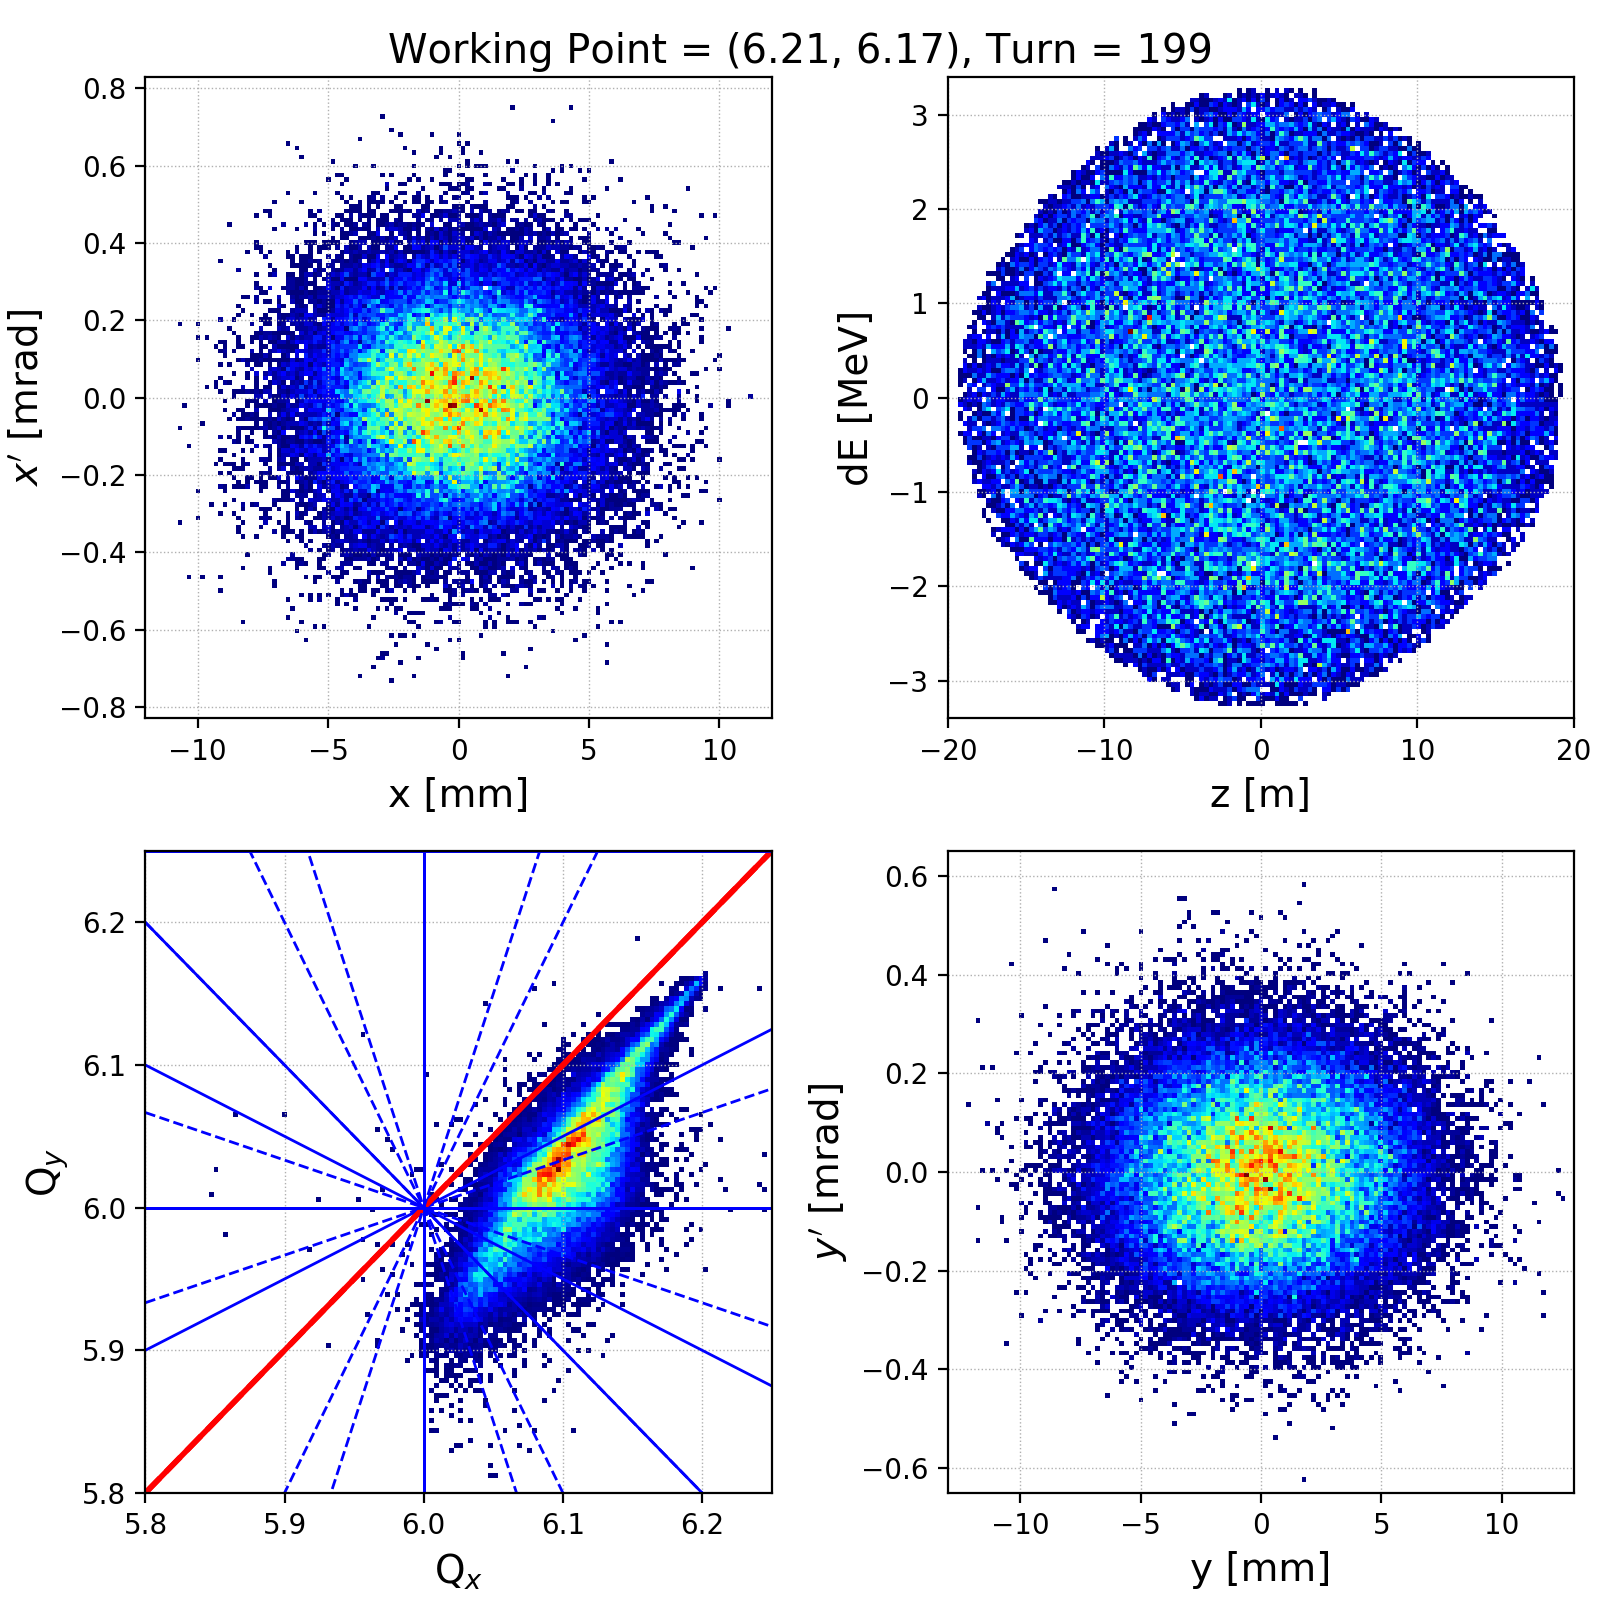 Working Point = (6.21, 6.17), Turn = 199
0.8
0.6
0.4
0.2
0.0
−0.2
−0.4
−0.6
−0.8
x′ [mrad]
−10 −5 0 5 10
x [mm]
3
2
1
0
−1
−2
−3
dE [MeV]
−20 −10 0 10 20
z [m]
6.2
6.1
6.0
5.9
5.8
Qy
5.8 5.9 6.0 6.1 6.2
Qx
0.6
0.4
0.2
0.0
−0.2
−0.4
−0.6
y′ [mrad]
−10 −5 0 5 10
y [mm]